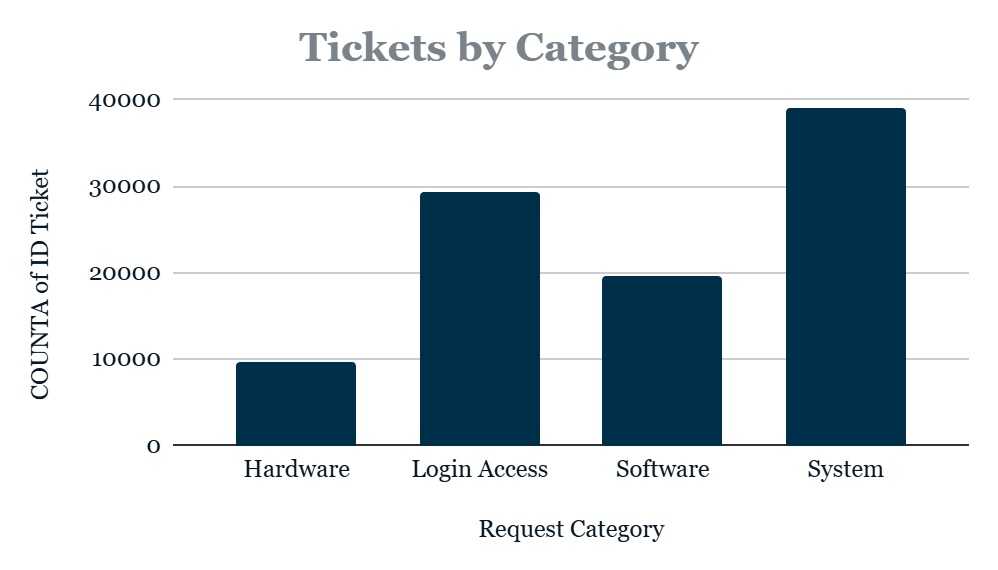 Tickets by Category
COUNTA of ID Ticket
40000
30000
20000
10000
0
Hardware
Login Access
Software
System
Request Category